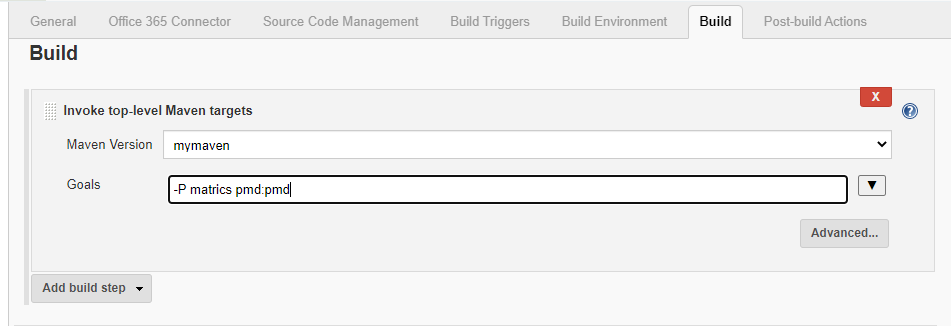 General Office 365 Connector Source Code Management Build Triggers Build Environment Build Post-build Actions
Build
X
Invoke top-level Maven targets ?
Maven Version mymaven
Goals -P matrics pmd:pmd ▼
Advanced...
Add build step